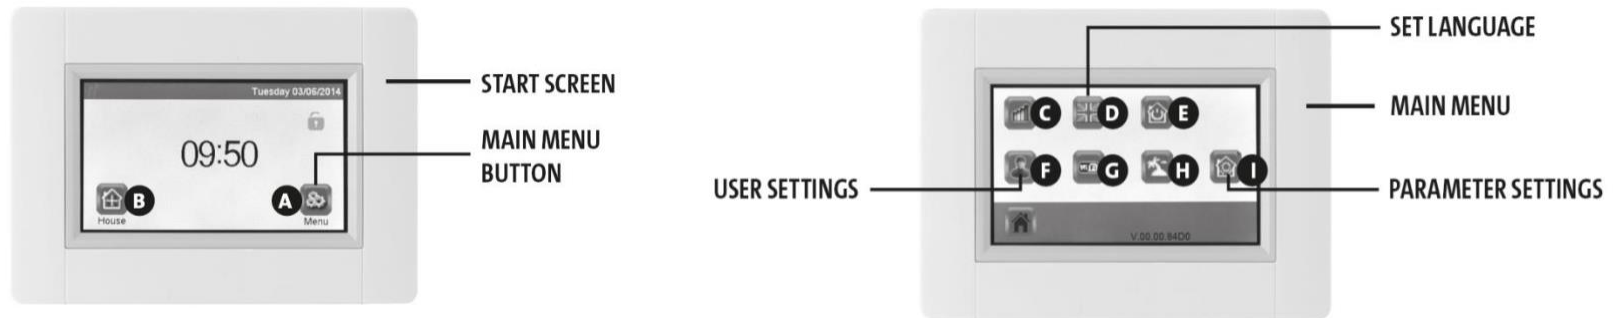 START SCREEN
MAIN MENU
BUTTON
Tuesday 03/06/2014
09:50
B
A
House
Menu
SET LANGUAGE
MAIN MENU
USER SETTINGS
PARAMETER SETTINGS
C
D
E
F
G
H
I
V.00.00.84D0